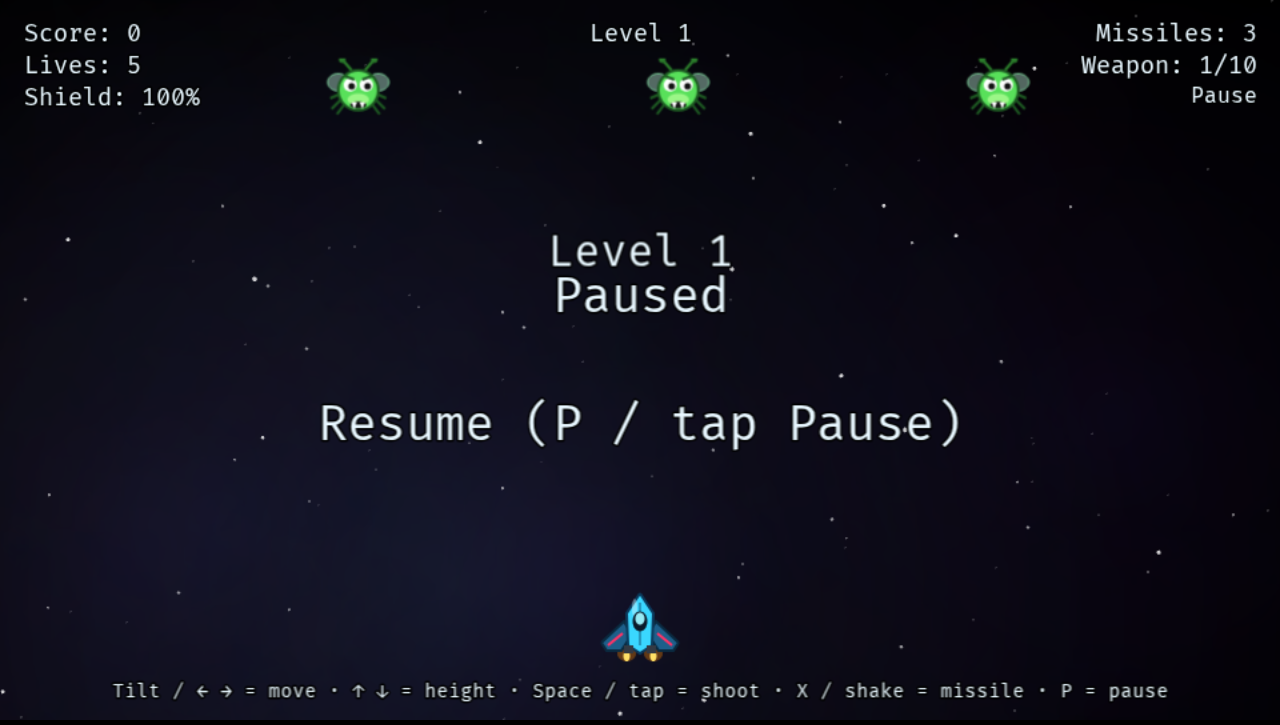 Score: 0
Lives: 5
Shield: 100%
Level 1
Missiles: 3
Weapon: 1/10
Pause
Level 1
Paused
Resume (P / tap Pause)
Tilt / ← → = move · ↑ ↓ = height · Space / tap = shoot · X / shake = missile · P = pause